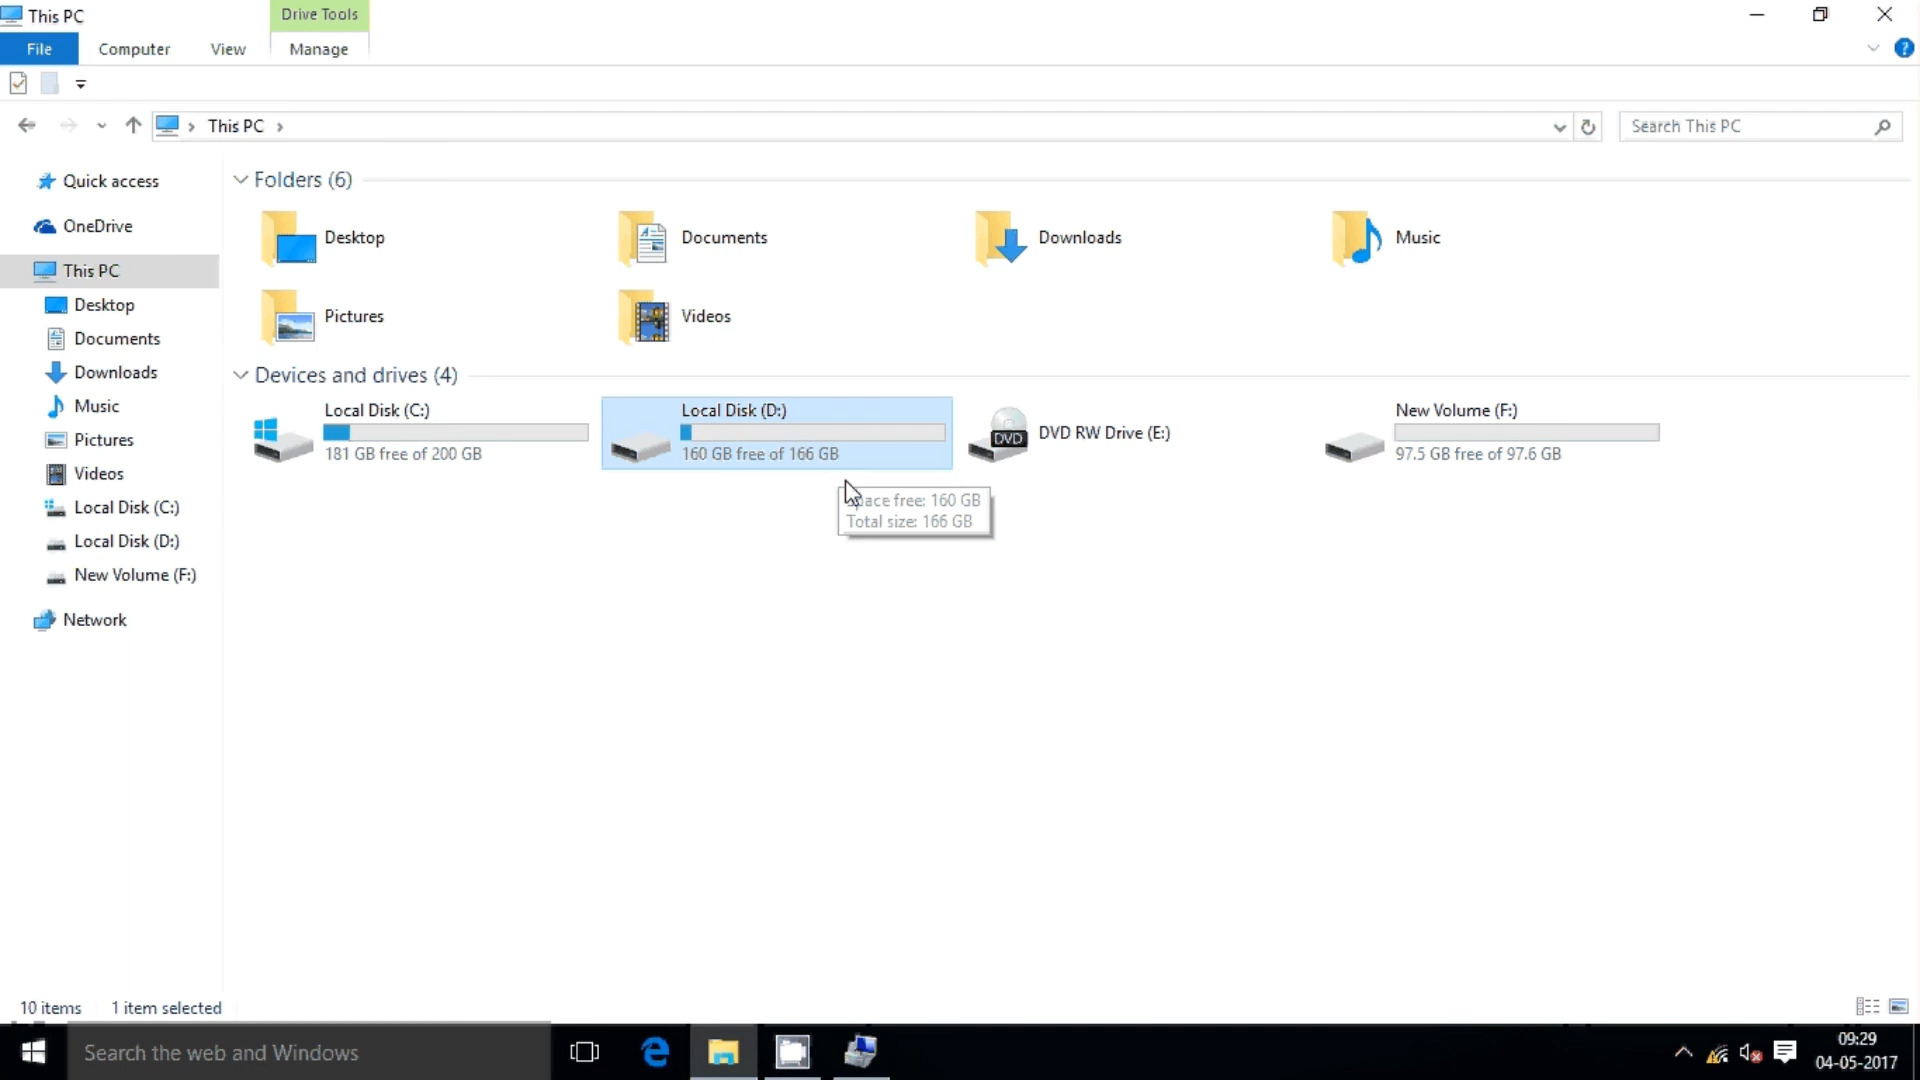 This PC
Drive Tools
File
Computer
View
Manage
This PC
Search This PC
Quick access
OneDrive
This PC
Desktop
Documents
Downloads
Music
Pictures
Videos
Local Disk (C:)
Local Disk (D:)
New Volume (F:)
Network
Folders (6)
Desktop
Documents
Downloads
Music
Pictures
Videos
Devices and drives (4)
Local Disk (C:)
181 GB free of 200 GB
Local Disk (D:)
160 GB free of 166 GB
DVD
DVD RW Drive (E:)
New Volume (F:)
97.5 GB free of 97.6 GB
free: 160 GB
Total size: 166 GB
10 items
1 item selected
Search the web and Windows
09:29
04-05-2017